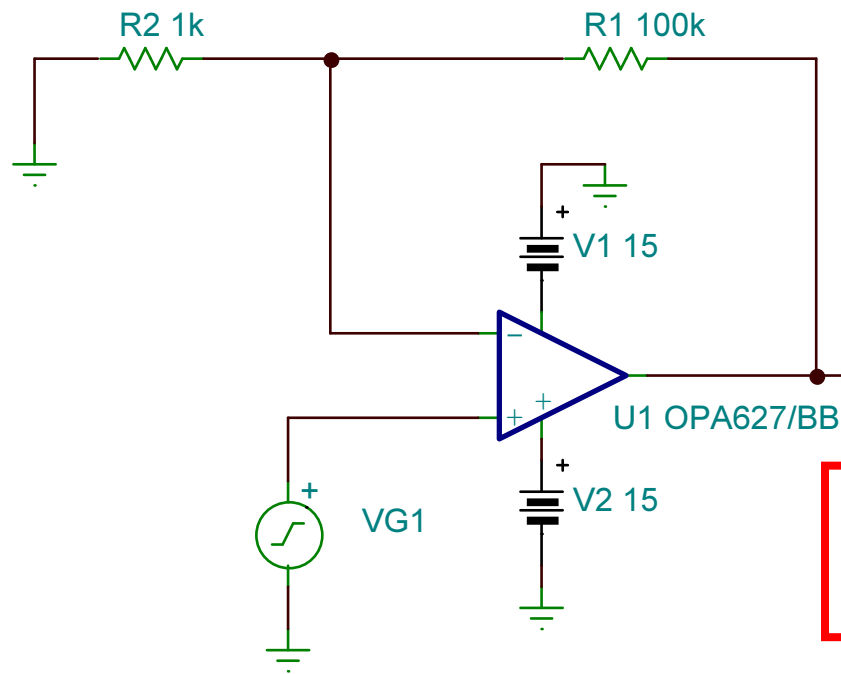 R2 1k
R1 100k
+
V1 15
−
+
+
U1 OPA627/BB
+
V2 15
+
VG1